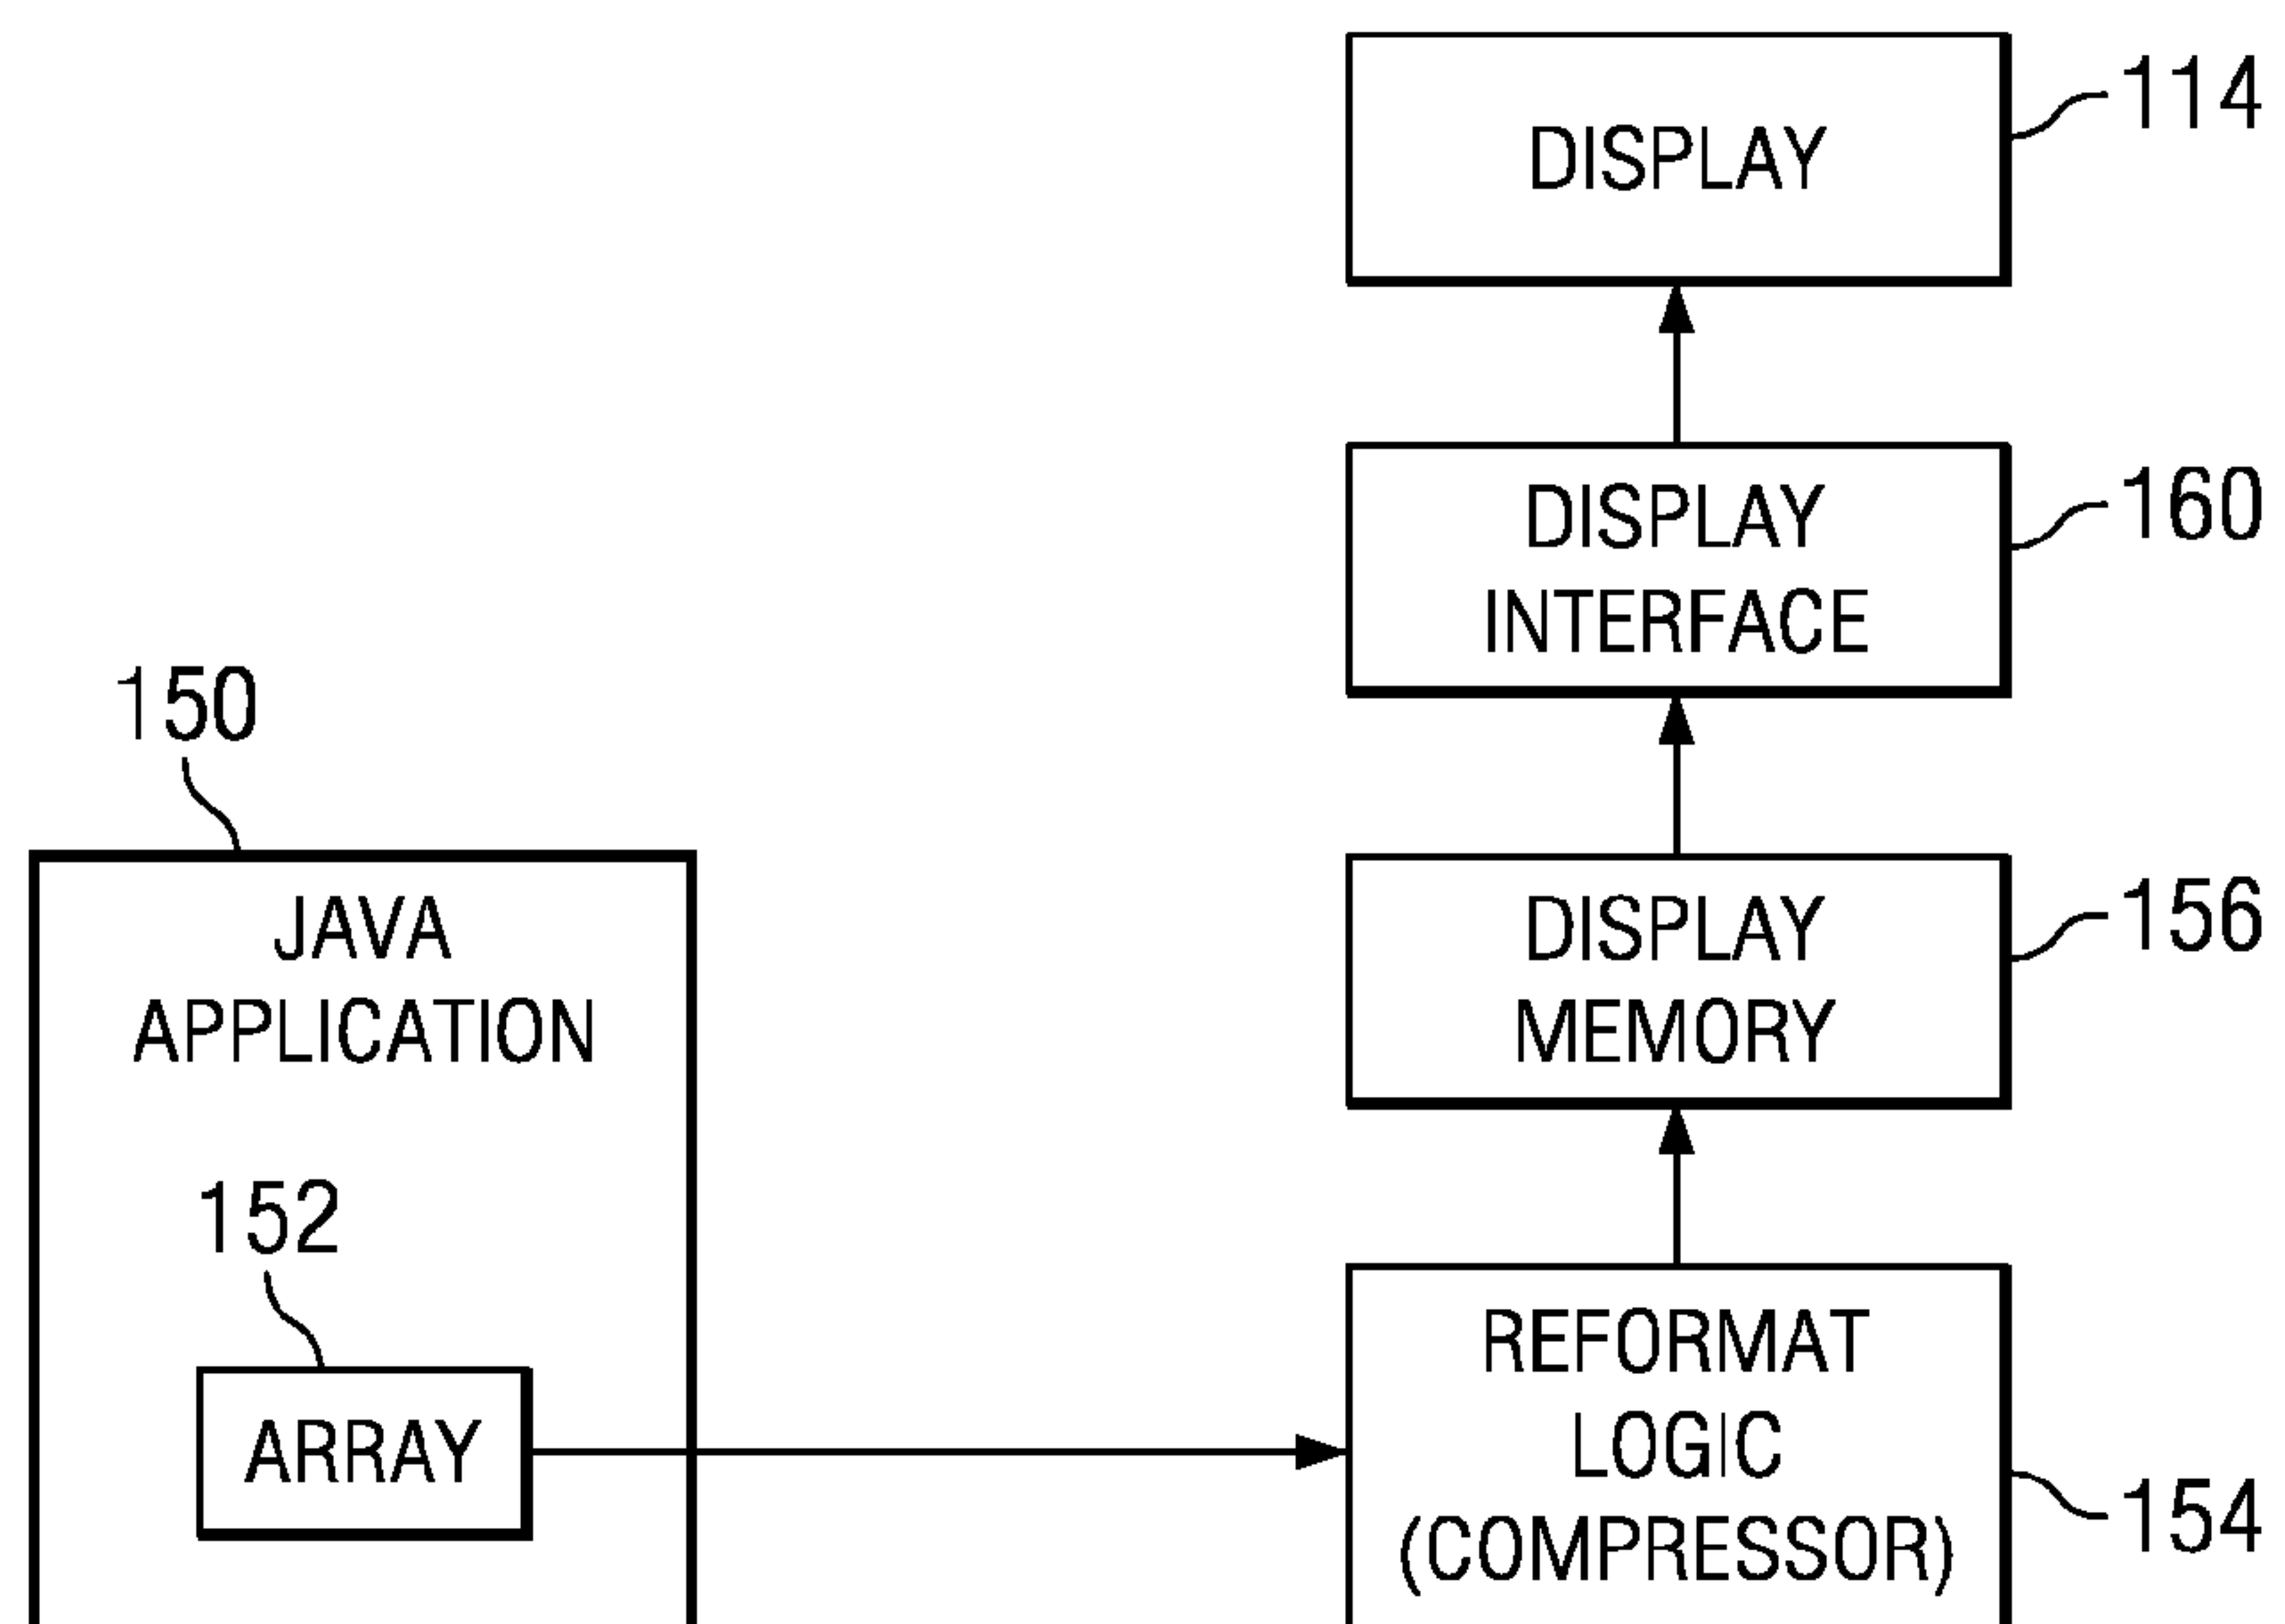 DISPLAY
114
DISPLAY
INTERFACE
160
150
JAVA
APPLICATION
DISPLAY
MEMORY
156
152
ARRAY
REFORMAT
LOGIC
(COMPRESSOR)
154